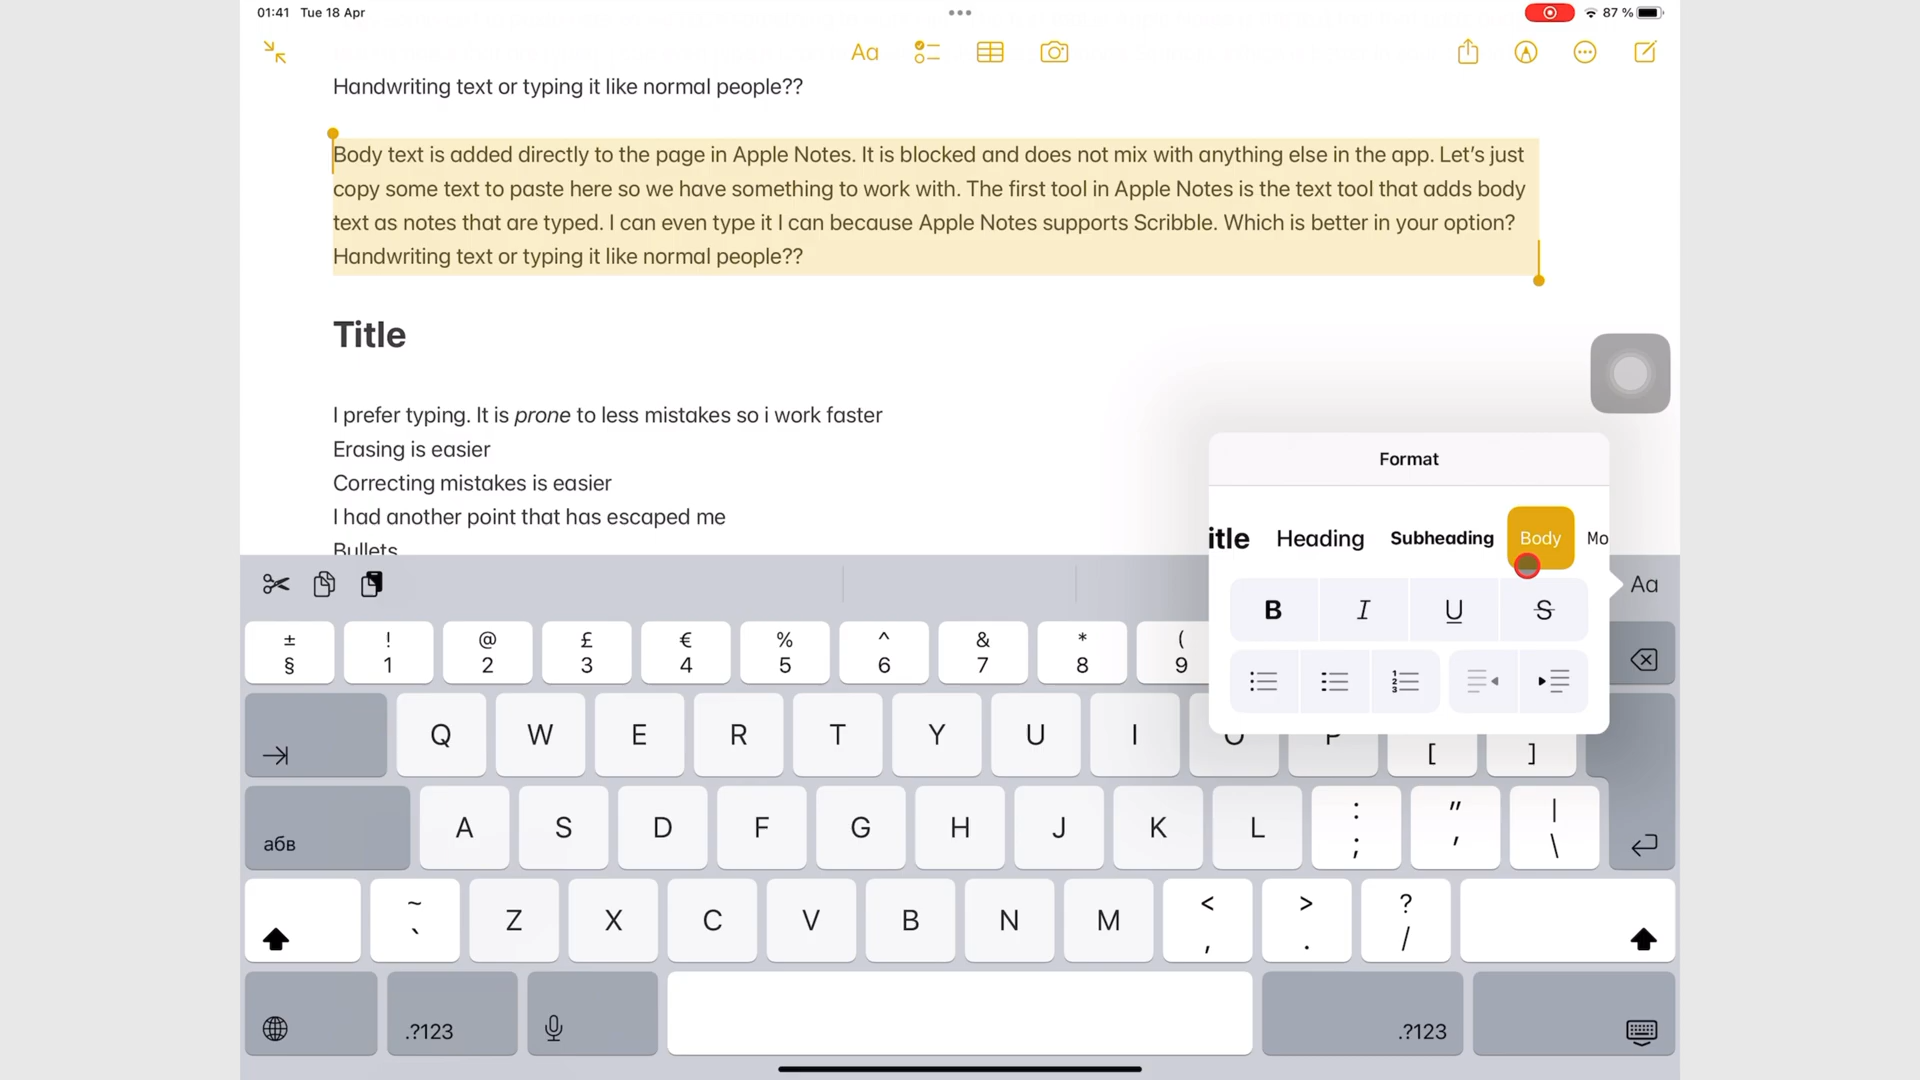 01:41 Tue 18 Apr
87 %
Aa
Handwriting text or typing it like normal people??
Body text is added directly to the page in Apple Notes. It is blocked and does not mix with anything else in the app. Let’s just
copy some text to paste here so we have something to work with. The first tool in Apple Notes is the text tool that adds body
text as notes that are typed. I can even type it I can because Apple Notes supports Scribble. Which is better in your option?
Handwriting text or typing it like normal people??
Title
I prefer typing. It is prone to less mistakes so i work faster
Erasing is easier
Correcting mistakes is easier
I had another point that has escaped me
Bullets
Format
itle Heading Subheading Body Mo
Aa
B I U S
± ! @ £ € % ^ & * (
§ 1 2 3 4 5 6 7 8 9
Q W E R T Y U I O P [ ]
абв A S D F G H J K L : ; " ' | \
~ ` Z X C V B N M < , > . ? /
.?123 .?123